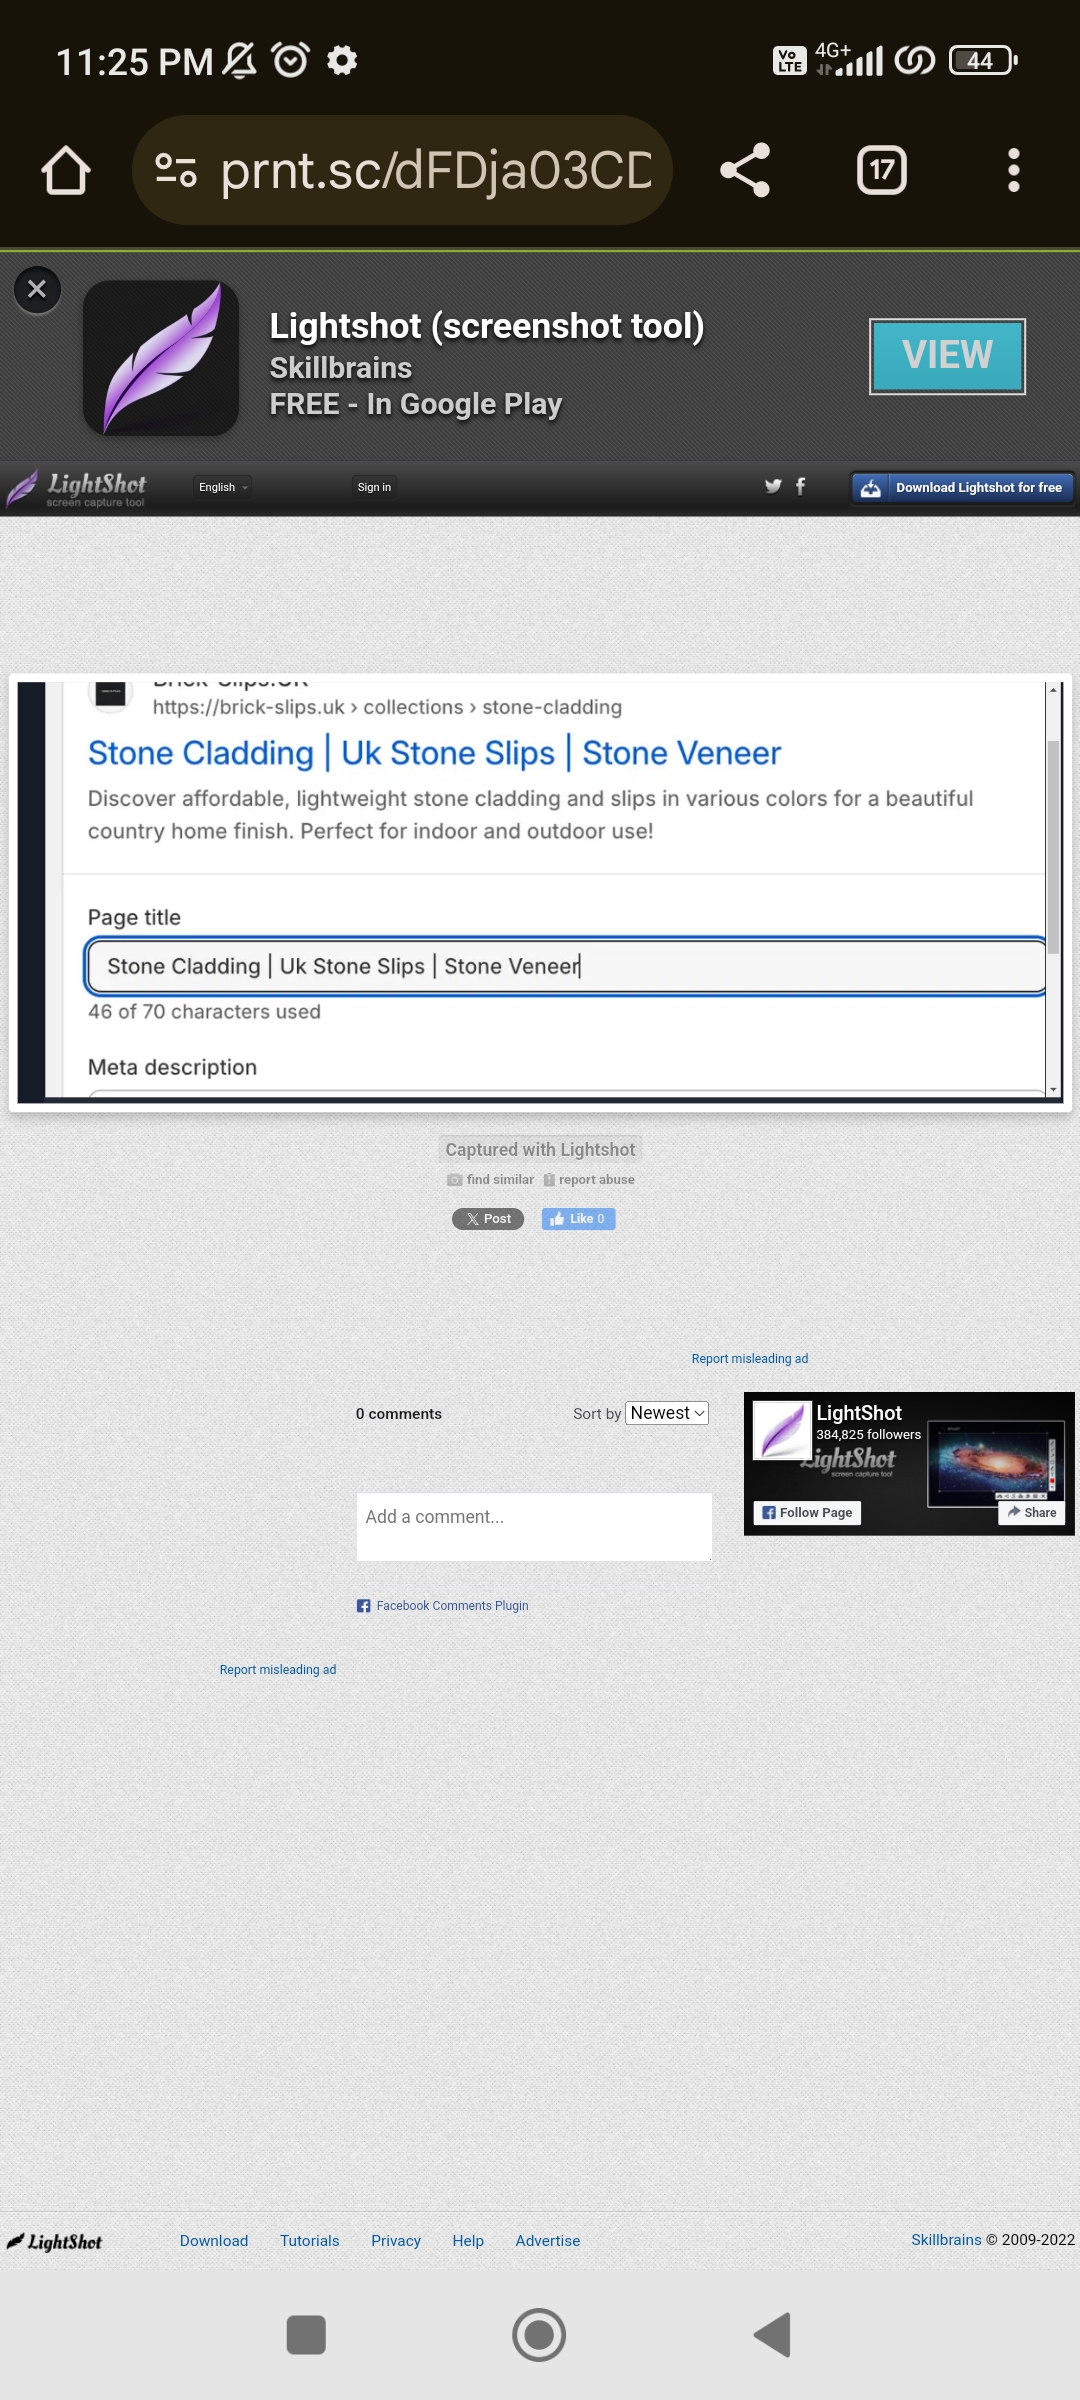 11:25 PM
Vo LTE 4G+ 44
prnt.sc/dFDja03CD
17
Lightshot (screenshot tool)
Skillbrains
FREE - In Google Play
VIEW
LightShot
screen capture tool
English
Sign in
Download Lightshot for free
https://brick-slips.uk › collections › stone-cladding
Stone Cladding | Uk Stone Slips | Stone Veneer
Discover affordable, lightweight stone cladding and slips in various colors for a beautiful
country home finish. Perfect for indoor and outdoor use!
Page title
Stone Cladding | Uk Stone Slips | Stone Veneer
46 of 70 characters used
Meta description
Captured with Lightshot
find similar report abuse
Post Like 0
Report misleading ad
0 comments
Sort by Newest
LightShot
384,825 followers
LightShot
screen capture tool
Follow Page
Share
Add a comment...
Facebook Comments Plugin
Report misleading ad
LightShot
Download Tutorials Privacy Help Advertise
Skillbrains © 2009-2022